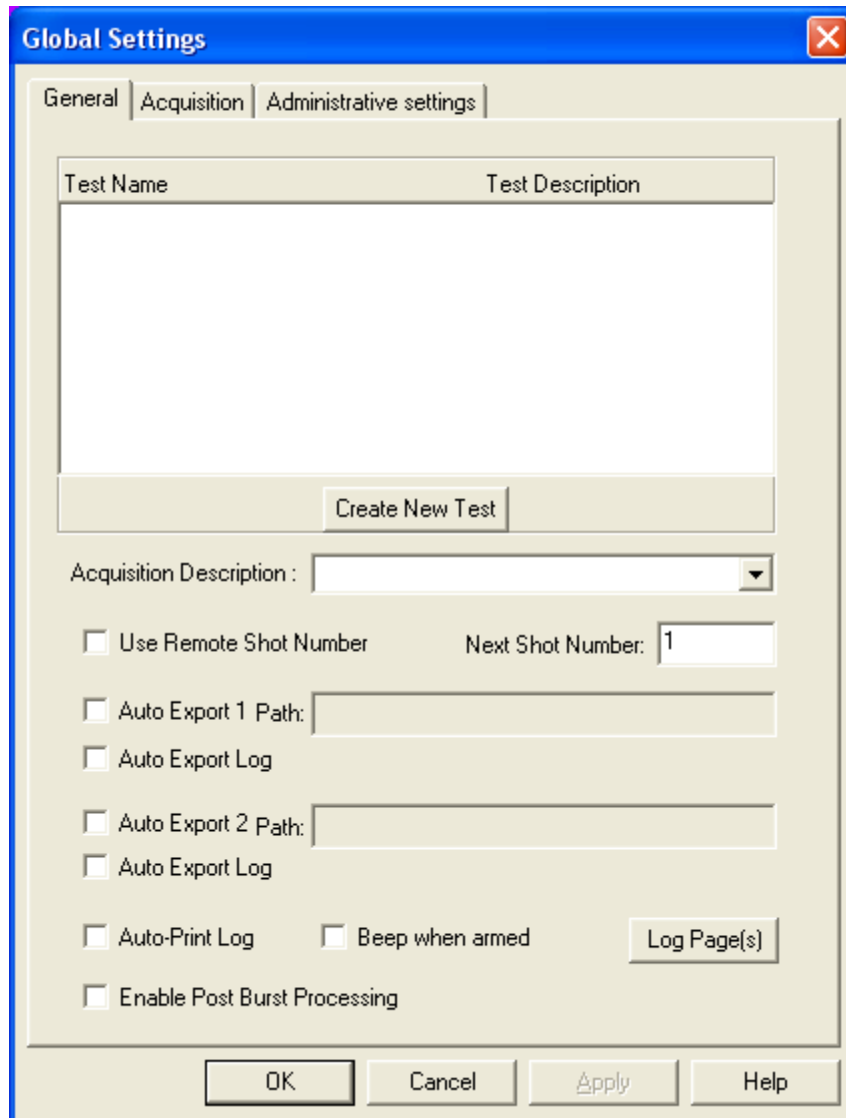 Global Settings
General Acquisition Administrative settings
Test Name Test Description
Create New Test
Acquisition Description :
Use Remote Shot Number Next Shot Number: 1
Auto Export 1 Path:
Auto Export Log
Auto Export 2 Path:
Auto Export Log
Auto-Print Log Beep when armed Log Page(s)
Enable Post Burst Processing
OK Cancel Apply Help